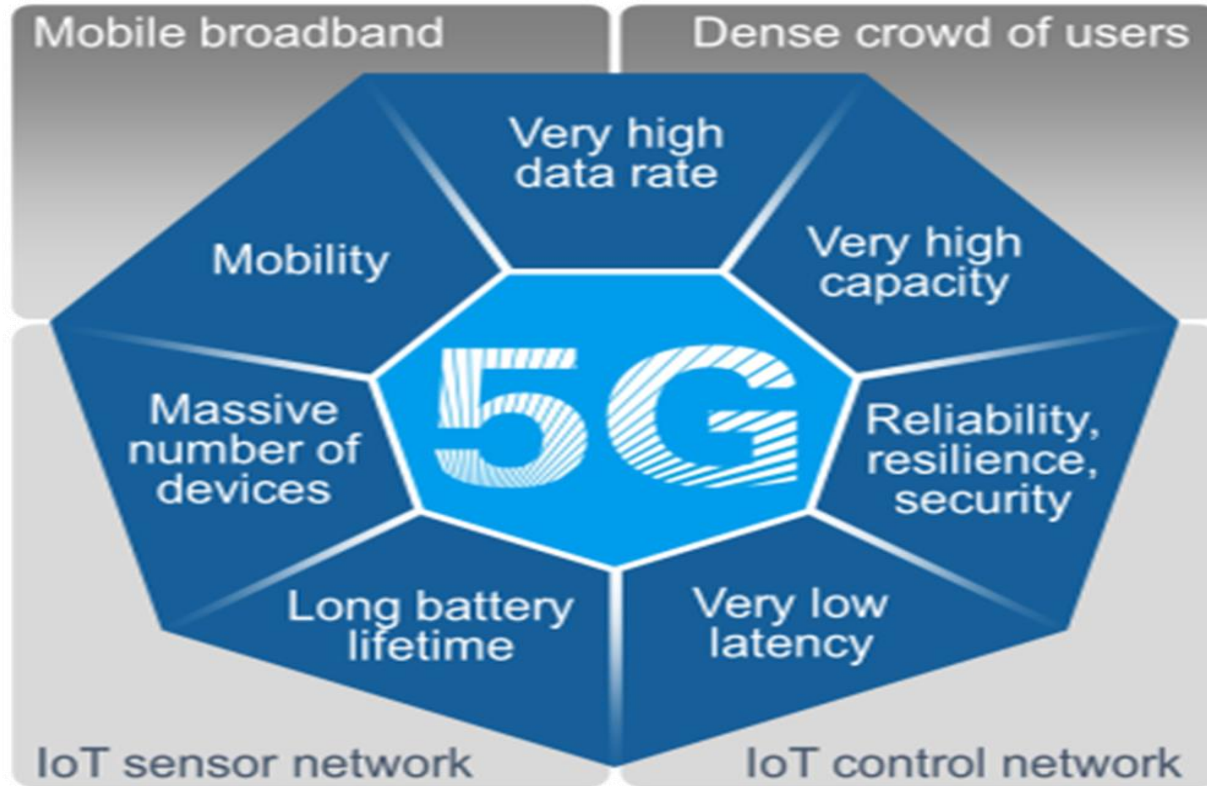 Mobile broadband
Dense crowd of users
Very high
data rate
Mobility
Very high
capacity
5G
Massive
number of
devices
Reliability,
resilience,
security
Long battery
lifetime
Very low
latency
IoT sensor network
IoT control network